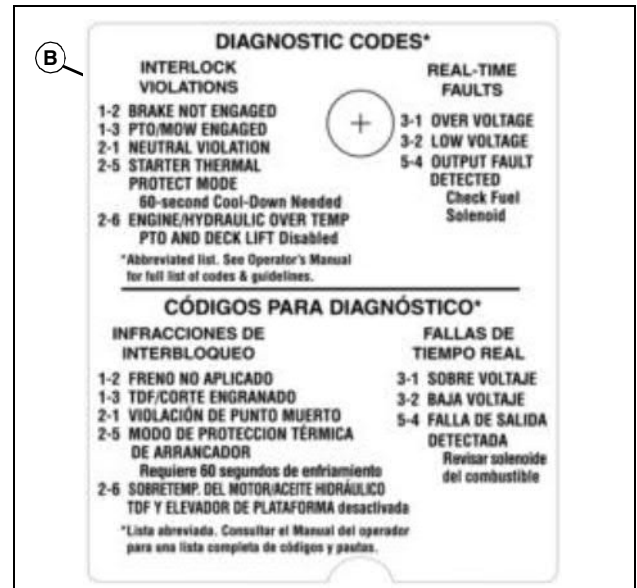 B
DIAGNOSTIC CODES*
INTERLOCK
VIOLATIONS
1-2 BRAKE NOT ENGAGED
1-3 PTO/MOW ENGAGED
2-1 NEUTRAL VIOLATION
2-5 STARTER THERMAL
PROTECT MODE
60-second Cool-Down Needed
2-6 ENGINE/HYDRAULIC OVER TEMP
PTO AND DECK LIFT Disabled
REAL-TIME
FAULTS
3-1 OVER VOLTAGE
3-2 LOW VOLTAGE
5-4 OUTPUT FAULT
DETECTED
Check Fuel
Solenoid
*Abbreviated list. See Operator's Manual
for full list of codes & guidelines.
CÓDIGOS PARA DIAGNÓSTICO*
INFRACCIONES DE
INTERBLOQUEO
1-2 FRENO NO APLICADO
1-3 TDF/CORTE ENGRANADO
2-1 VIOLACIÓN DE PUNTO MUERTO
2-5 MODO DE PROTECCION TÉRMICA
DE ARRANCADOR
Requiere 60 segundos de enfriamiento
2-6 SOBRETEMP. DEL MOTOR/ACEITE HIDRÁULICO
TDF Y ELEVADOR DE PLATAFORMA desactivada
FALLAS DE
TIEMPO REAL
3-1 SOBRE VOLTAJE
3-2 BAJA VOLTAJE
5-4 FALLA DE SALIDA
DETECTADA
Revisar solenoide
del combustible
*Lista abreviada. Consultar el Manual del operador
para una lista completa de códigos y pautas.